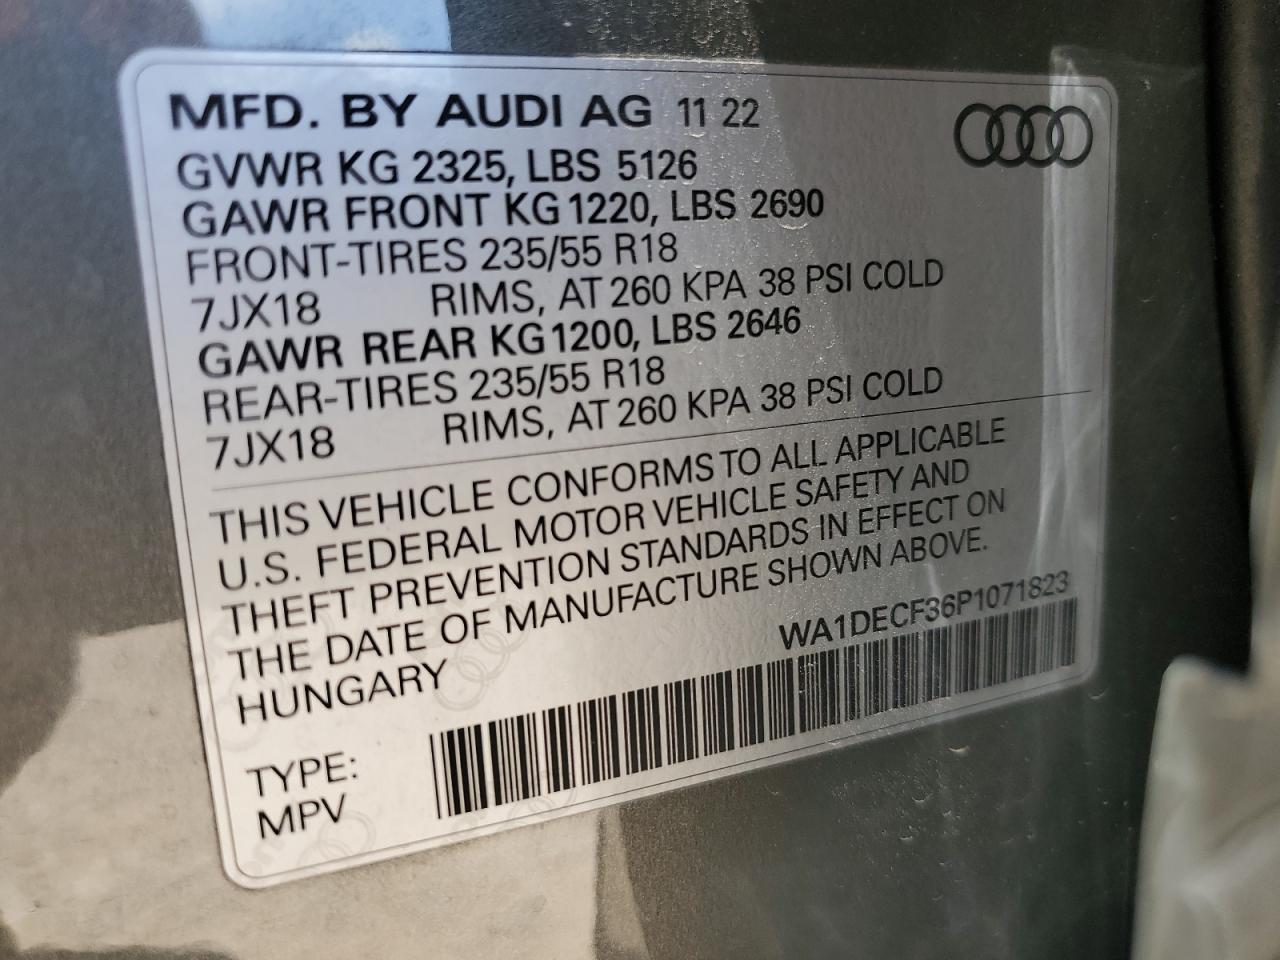 MFD. BY AUDI AG 11 22
GVWR KG 2325, LBS 5126
GAWR FRONT KG 1220, LBS 2690
FRONT-TIRES 235/55 R18
7JX18 RIMS, AT 260 KPA 38 PSI COLD
GAWR REAR KG 1200, LBS 2646
REAR-TIRES 235/55 R18
7JX18 RIMS, AT 260 KPA 38 PSI COLD
THIS VEHICLE CONFORMS TO ALL APPLICABLE
U.S. FEDERAL MOTOR VEHICLE SAFETY AND
THEFT PREVENTION STANDARDS IN EFFECT ON
THE DATE OF MANUFACTURE SHOWN ABOVE.
HUNGARY
WA1DECF36P1071823
TYPE:
MPV